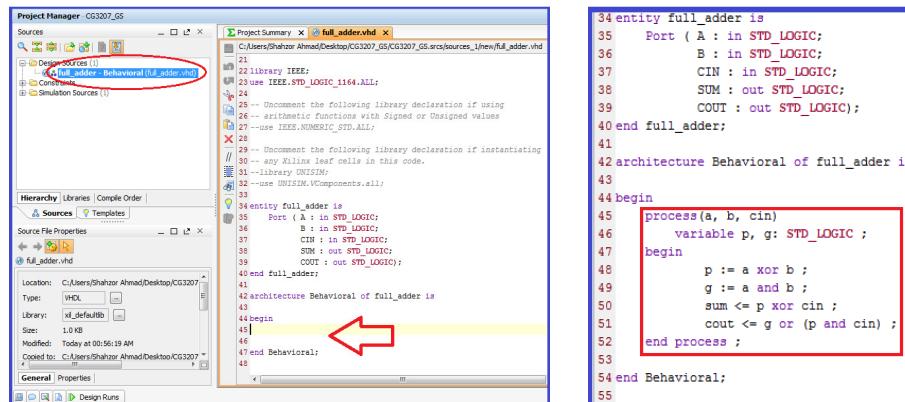 Project Manager - CG3207_GS
Sources
Design Sources (1)
full_adder - Behavioral (full_adder.vhd)
Constraints
Simulation Sources (1)
Hierarchy Libraries Compile Order
Sources Templates
Source File Properties
full_adder.vhd
Location: C:/Users/Shahzor Ahmad/Desktop/CG3207
Type: VHDL
Library: xil_defaultlib
Size: 1.0 KB
Modified: Today at 00:56:19 AM
Copied to: C:/Users/Shahzor Ahmad/Desktop/CG3207
General Properties
Design Runs
Σ Project Summary × full_adder.vhd ×
C:/Users/Shahzor Ahmad/Desktop/CG3207_GS/CG3207_GS.srcs/sources_1/new/full_adder.vhd
21
22 library IEEE;
23 use IEEE.STD_LOGIC_1164.ALL;
24
25 -- Uncomment the following library declaration if using
26 -- arithmetic functions with Signed or Unsigned values
27 --use IEEE.NUMERIC_STD.ALL;
28
29 -- Uncomment the following library declaration if instantiating
30 -- any Xilinx leaf cells in this code.
31 --library UNISIM;
32 --use UNISIM.VComponents.all;
33
34 entity full_adder is
35 Port ( A : in STD_LOGIC;
36 B : in STD_LOGIC;
37 CIN : in STD_LOGIC;
38 SUM : out STD_LOGIC;
39 COUT : out STD_LOGIC);
40 end full_adder;
41
42 architecture Behavioral of full_adder is
43
44 begin
45
46
47 end Behavioral;
48
34 entity full_adder is
35 Port ( A : in STD_LOGIC;
36 B : in STD_LOGIC;
37 CIN : in STD_LOGIC;
38 SUM : out STD_LOGIC;
39 COUT : out STD_LOGIC);
40 end full_adder;
41
42 architecture Behavioral of full_adder i
43
44 begin
45 process(a, b, cin)
46 variable p, g: STD_LOGIC ;
47 begin
48 p := a xor b ;
49 g := a and b ;
50 sum <= p xor cin ;
51 cout <= g or (p and cin) ;
52 end process ;
53
54 end Behavioral;
55